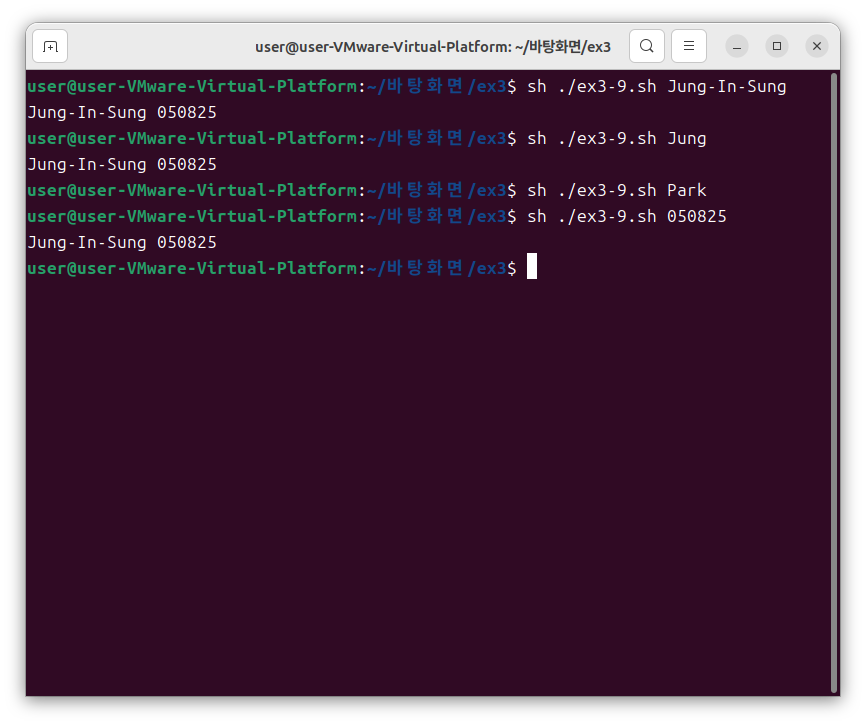 user@user-VMware-Virtual-Platform: ~/바탕화면/ex3
user@user-VMware-Virtual-Platform:~/바탕화면/ex3$ sh ./ex3-9.sh Jung-In-Sung
Jung-In-Sung 050825
user@user-VMware-Virtual-Platform:~/바탕화면/ex3$ sh ./ex3-9.sh Jung
Jung-In-Sung 050825
user@user-VMware-Virtual-Platform:~/바탕화면/ex3$ sh ./ex3-9.sh Park
user@user-VMware-Virtual-Platform:~/바탕화면/ex3$ sh ./ex3-9.sh 050825
Jung-In-Sung 050825
user@user-VMware-Virtual-Platform:~/바탕화면/ex3$